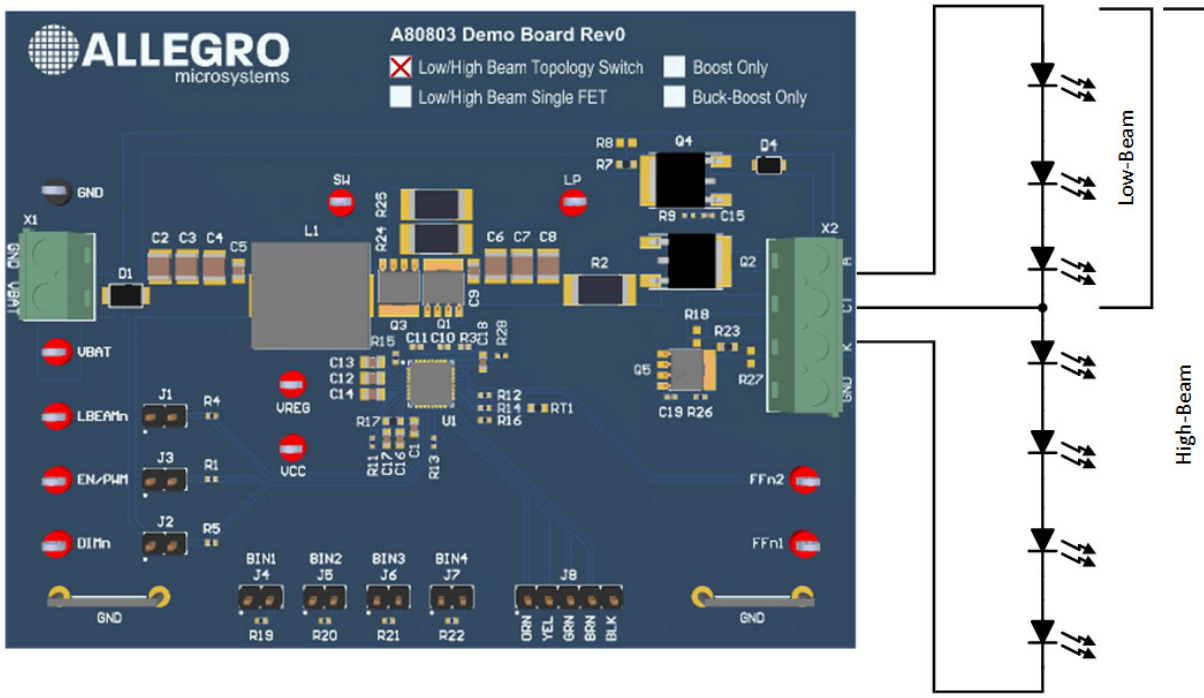 ALLEGRO
microsystems
A80803 Demo Board Rev0
Low/High Beam Topology Switch
Boost Only
Low/High Beam Single FET
Buck-Boost Only
GND
X1
GND VBAT
D1
C2 C3 C4
C5
L1
SW
R25
R24
LP
C6 C7 C8
C9
Q3
Q1
R2
R8
R7
Q4
D4
R9
C15
Q2
X2
A
CT
K
GND
R18
R23
Q5
R27
C19 R26
R15
C11 C10 R3
C18
R28
C13
C12
C14
U1
R12
R14
R16
RT1
R17
R11
C17
C16
C1
R13
VBAT
LBEAMn
EN/PWM
DIMn
VREG
VCC
J1
R4
J3
R1
J2
R5
FFn2
FFn1
GND
BIN1
J4
R19
BIN2
J5
R20
BIN3
J6
R21
BIN4
J7
R22
J8
ORN
YEL
GRN
BRN
BLK
GND
Low-Beam
High-Beam